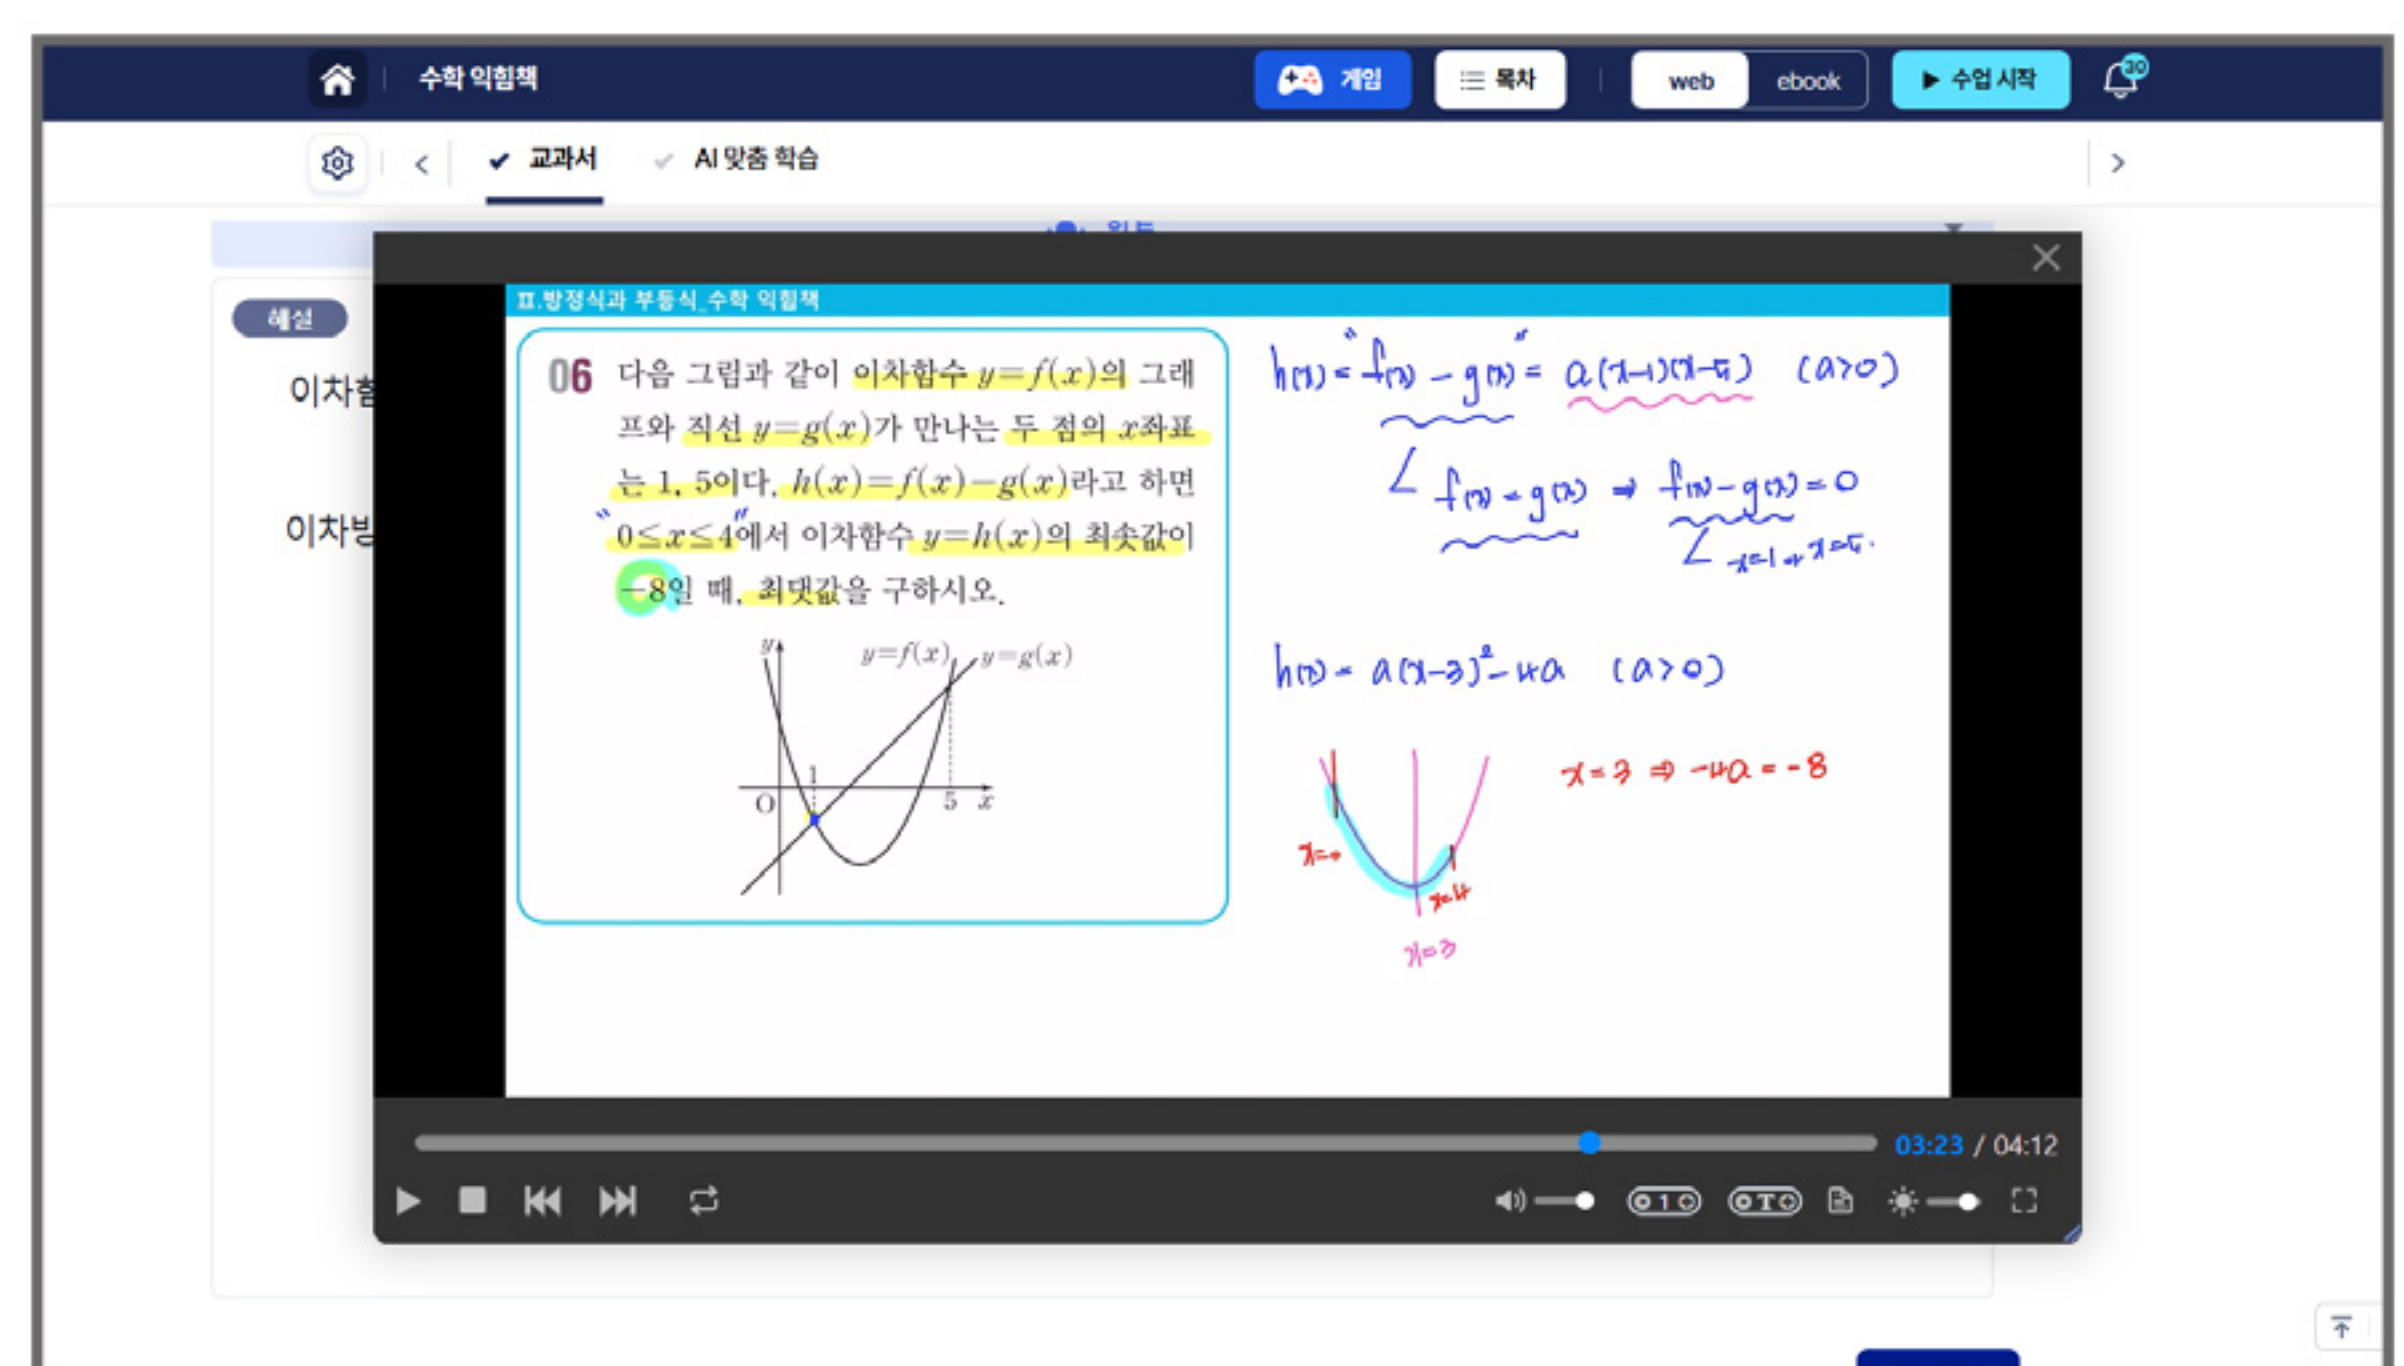 수학 익힘책
게임
목차
web
ebook
수업 시작
30
교과서
AI 맞춤 학습
해설
이차함
이차방
II.방정식과 부등식_수학 익힘책
06 다음 그림과 같이 이차함수 y=f(x)의 그래
프와 직선 y=g(x)가 만나는 두 점의 x좌표
는 1, 5이다. h(x)=f(x)-g(x)라고 하면
"0≤x≤4"에서 이차함수 y=h(x)의 최솟값이
-8일 때, 최댓값을 구하시오.
y
y=f(x)
y=g(x)
1
O
5
x
h(x)="f(x)-g(x)"=a(x-1)(x-5) (a>0)
f(x)=g(x) ⇒ f(x)-g(x)=0
x=1 or x=5.
h(x)=a(x-3)²-4a (a>0)
x=3 ⇒ -4a=-8
x=0
x=4
x=3
03:23 / 04:12
1
T